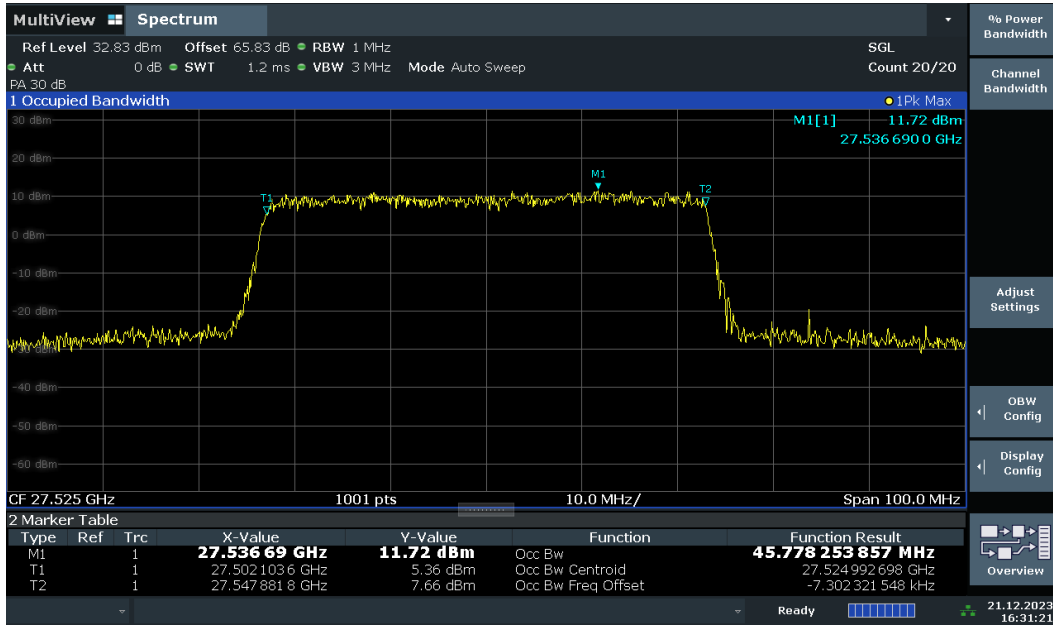 MultiView Spectrum
Ref Level 32.83 dBm Offset 65.83 dB RBW 1 MHz SGL
Att 0 dB SWT 1.2 ms VBW 3 MHz Mode Auto Sweep Count 20/20
PA 30 dB
1 Occupied Bandwidth 1Pk Max
30 dBm
M1[1] 11.72 dBm
27.536 690 0 GHz
20 dBm
M1
T1
T2
10 dBm
0 dBm
-10 dBm
-20 dBm
-30 dBm
-40 dBm
-50 dBm
-60 dBm
CF 27.525 GHz 1001 pts 10.0 MHz/ Span 100.0 MHz
2 Marker Table
Type Ref Trc X-Value Y-Value Function Function Result
M1 1 27.536 69 GHz 11.72 dBm Occ Bw 45.778 253 857 MHz
T1 1 27.502 103 6 GHz 5.36 dBm Occ Bw Centroid 27.524 992 698 GHz
T2 1 27.547 881 8 GHz 7.66 dBm Occ Bw Freq Offset -7.302 321 548 kHz
Ready
21.12.2023
16:31:21
% Power
Bandwidth
Channel
Bandwidth
Adjust
Settings
OBW
Config
Display
Config
Overview